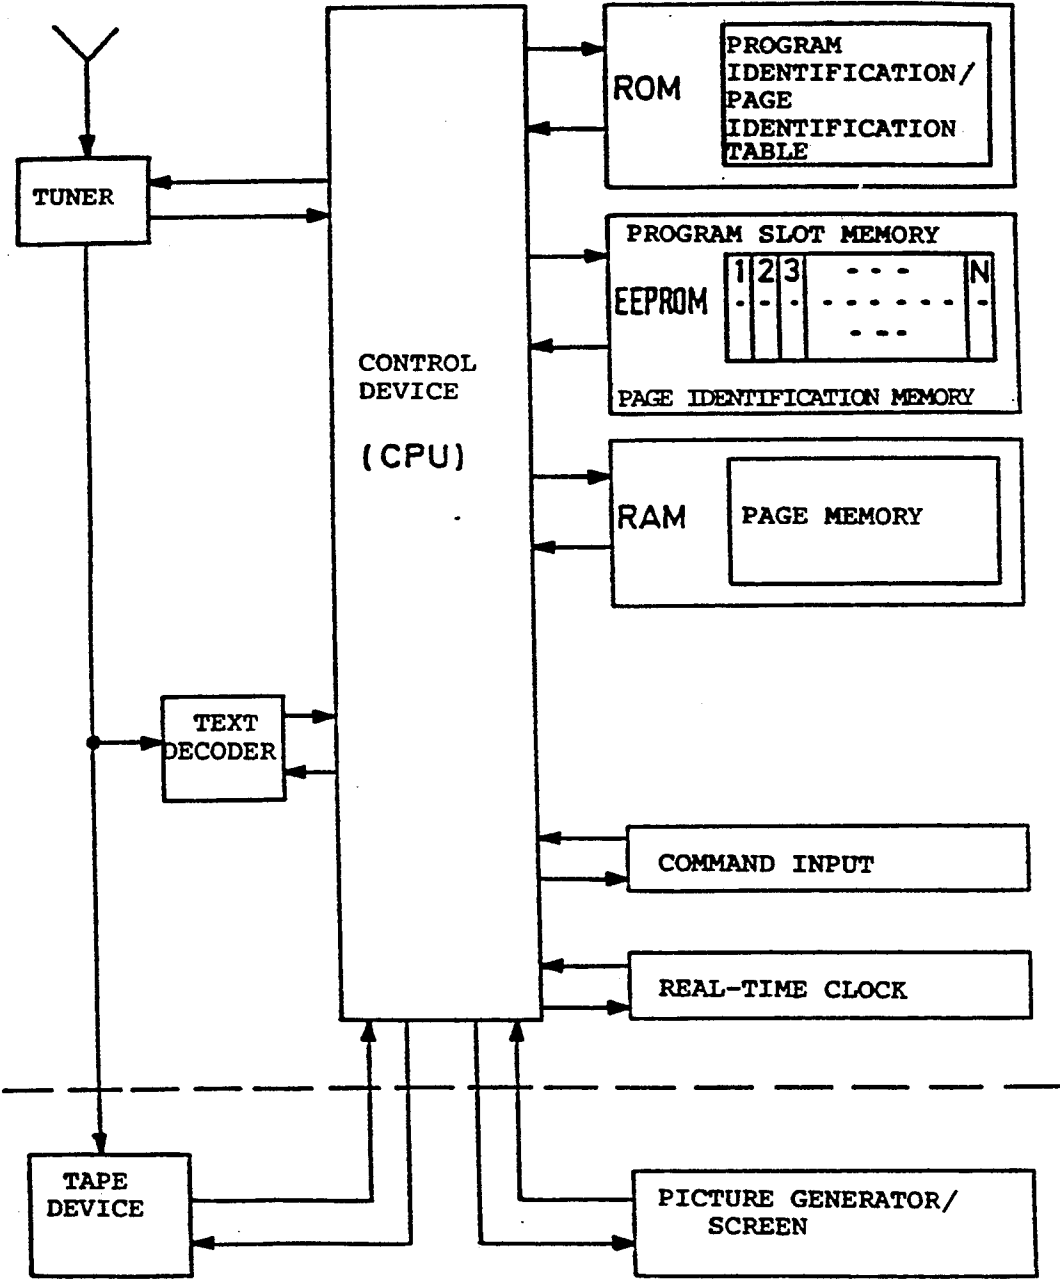 TUNER
CONTROL
DEVICE
(CPU)
ROM
PROGRAM
IDENTIFICATION/
PAGE
IDENTIFICATION
TABLE
PROGRAM SLOT MEMORY
EEPROM
1 2 3 - - - N
- - - - - - - - - -
- - -
PAGE IDENTIFICATION MEMORY
RAM
PAGE MEMORY
TEXT
DECODER
COMMAND INPUT
REAL-TIME CLOCK
TAPE
DEVICE
PICTURE GENERATOR/
SCREEN